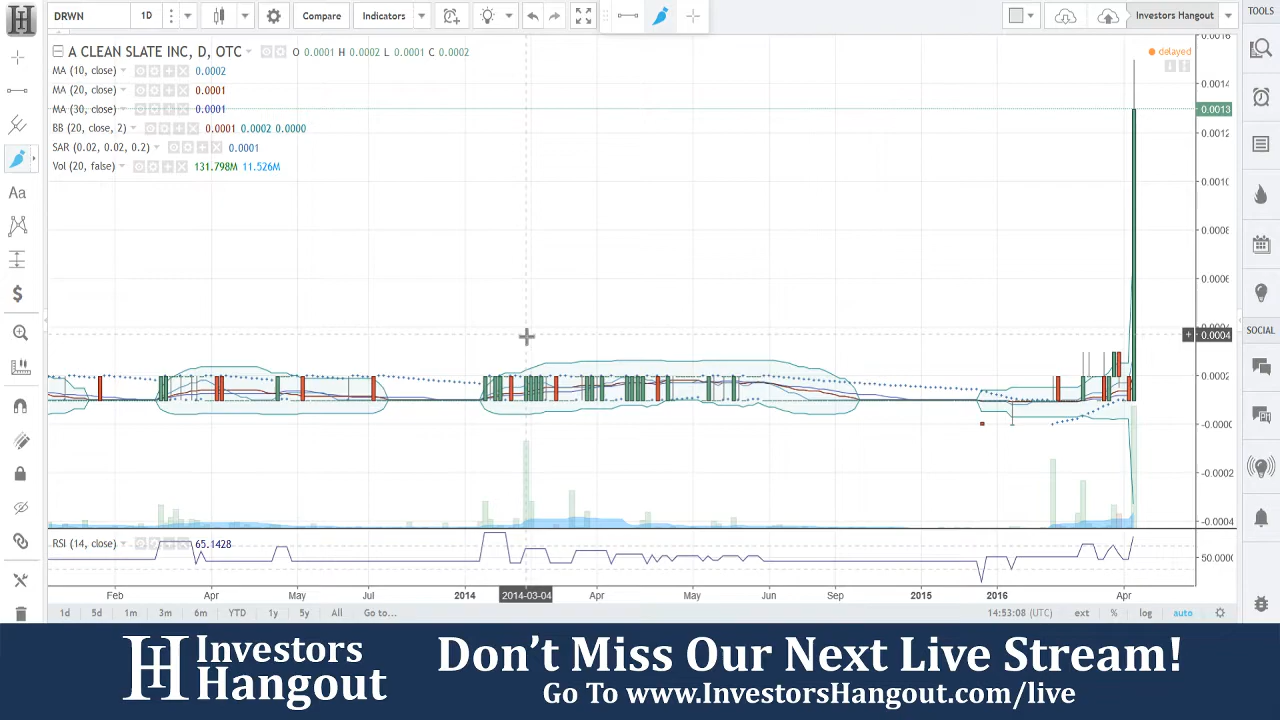 DRWN 1D Compare Indicators Investors Hangout
TOOLS
A CLEAN SLATE INC, D, OTC O 0.0001 H 0.0002 L 0.0001 C 0.0002
delayed
MA (10, close) 0.0002
MA (20, close) 0.0001
MA (30, close) 0.0001
BB (20, close, 2) 0.0001 0.0002 0.0000
SAR (0.02, 0.02, 0.2) 0.0001
Vol (20, false) 131.798M 11.526M
0.0016
0.0014
0.0013
0.0012
0.0010
0.0008
0.0006
0.0004
0.0002
-0.0000
-0.0002
-0.0004
Aa
$
SOCIAL
RSI (14, close) 65.1428
50.0000
Feb Apr May Jul 2014 2014-03-04 Apr May Jun Sep 2015 2016 Apr
1d 5d 1m 3m 6m YTD 1y 5y All Go to... 14:53:08 (UTC) ext % log auto
IH Investors Hangout
Don't Miss Our Next Live Stream!
Go To www.InvestorsHangout.com/live